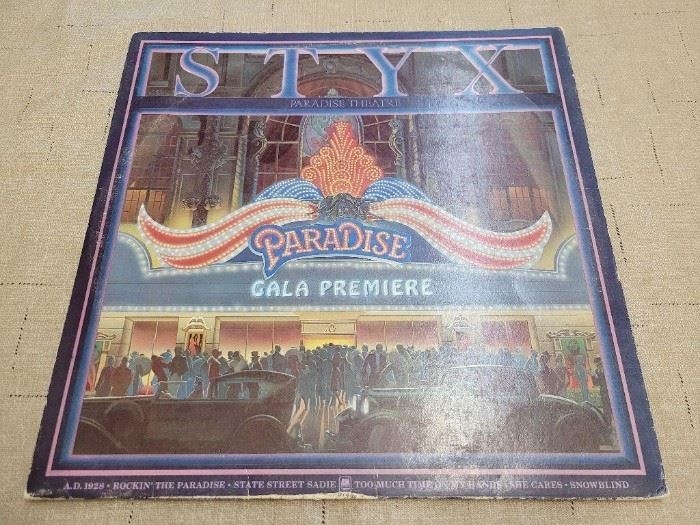 STYX
PARADISE THEATRE
PARADISE
GALA PREMIERE
A.D. 1928 · ROCKIN' THE PARADISE · STATE STREET SADIE · TOO MUCH TIME ON MY HANDS · SHE CARES · SNOWBLIND